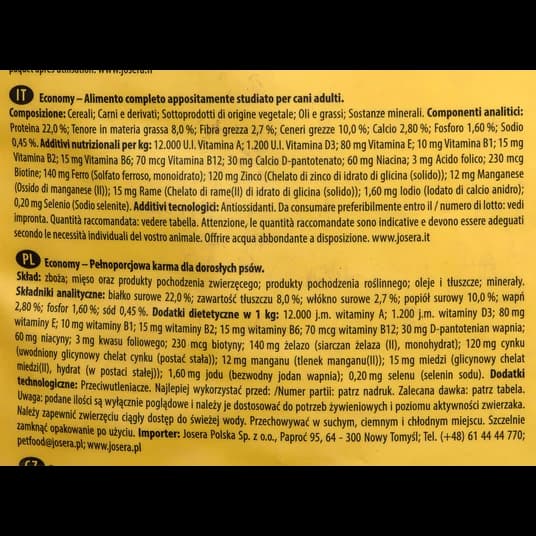 www.josera.it
IT Economy – Alimento completo appositamente studiato per cani adulti.
Composizione: Cereali; Carni e derivati; Sottoprodotti di origine vegetale; Oli e grassi; Sostanze minerali. Componenti analitici:
Proteina 22,0 %; Tenore in materia grassa 8,0 %; Fibra grezza 2,7 %; Ceneri grezze 10,0 %; Calcio 2,80 %; Fosforo 1,60 %; Sodio
0,45 %. Additivi nutrizionali per kg: 12.000 U.I. Vitamina A; 1.200 U.I. Vitamina D3; 80 mg Vitamina E; 10 mg Vitamina B1; 15 mg
Vitamina B2; 15 mg Vitamina B6; 70 mcg Vitamina B12; 30 mg Calcio D-pantotenato; 60 mg Niacina; 3 mg Acido folico; 230 mcg
Biotine; 140 mg Ferro (Solfato ferroso, monoidrato); 120 mg Zinco (Chelato di zinco di idrato di glicina (solido)); 12 mg Manganese
(Ossido di manganese (II)); 15 mg Rame (Chelato di rame(II) di idrato di glicina (solido)); 1,60 mg Iodio (Iodato di calcio anidro);
0,20 mg Selenio (Sodio selenite). Additivi tecnologici: Antiossidanti. Da consumare preferibilmente entro il / numero di lotto: vedi
impronta. Quantità raccomandata: vedere tabella. Attenzione, le quantità raccomandate sono indicative e devono essere adeguati
secondo le necessità individuali del vostro animale. Offrire acqua abbondante a disposizione. www.josera.it
PL Economy – Pełnoporcjowa karma dla dorosłych psów.
Skład: zboża; mięso oraz produkty pochodzenia zwierzęcego; produkty pochodzenia roślinnego; oleje i tłuszcze; minerały.
Składniki analityczne: białko surowe 22,0 %; zawartość tłuszczu 8,0 %; włókno surowe 2,7 %; popiół surowy 10,0 %; wapń
2,80 %; fosfor 1,60 %; sód 0,45 %. Dodatki dietetyczne w 1 kg: 12.000 j.m. witaminy A; 1.200 j.m. witaminy D3; 80 mg
witaminy E; 10 mg witaminy B1; 15 mg witaminy B2; 15 mg witaminy B6; 70 mcg witaminy B12; 30 mg D-pantotenian wapnia;
60 mg niacyny; 3 mg kwasu foliowego; 230 mcg biotyny; 140 mg żelazo (siarczan żelaza (II), monohydrat); 120 mg cynku
(uwodniony glicynowy chelat cynku (postać stała)); 12 mg manganu (tlenek manganu(II)); 15 mg miedzi (glicynowy chelat
miedzi(II), hydrat (w postaci stałej)); 1,60 mg jodu (bezwodny jodan wapnia); 0,20 mg selenu (selenin sodu). Dodatki
technologiczne: Przeciwutleniacze. Najlepiej wykorzystać przed: /Numer partii: patrz nadruk. Zalecana dawka: patrz tabela.
Uwaga: podane ilości są wyłącznie poglądowe i należy je dostosować do potrzeb żywieniowych i poziomu aktywności zwierzaka.
Należy zapewnić zwierzęciu ciągły dostęp do świeżej wody. Przechowywać w suchym, ciemnym i chłodnym miejscu. Szczelnie
zamknąć opakowanie po użyciu. Importer: Josera Polska Sp. z o.o., Paproć 95, 64 - 300 Nowy Tomyśl; Tel. (+48) 61 44 44 770;
petfood@josera.pl; www.josera.pl
CZ